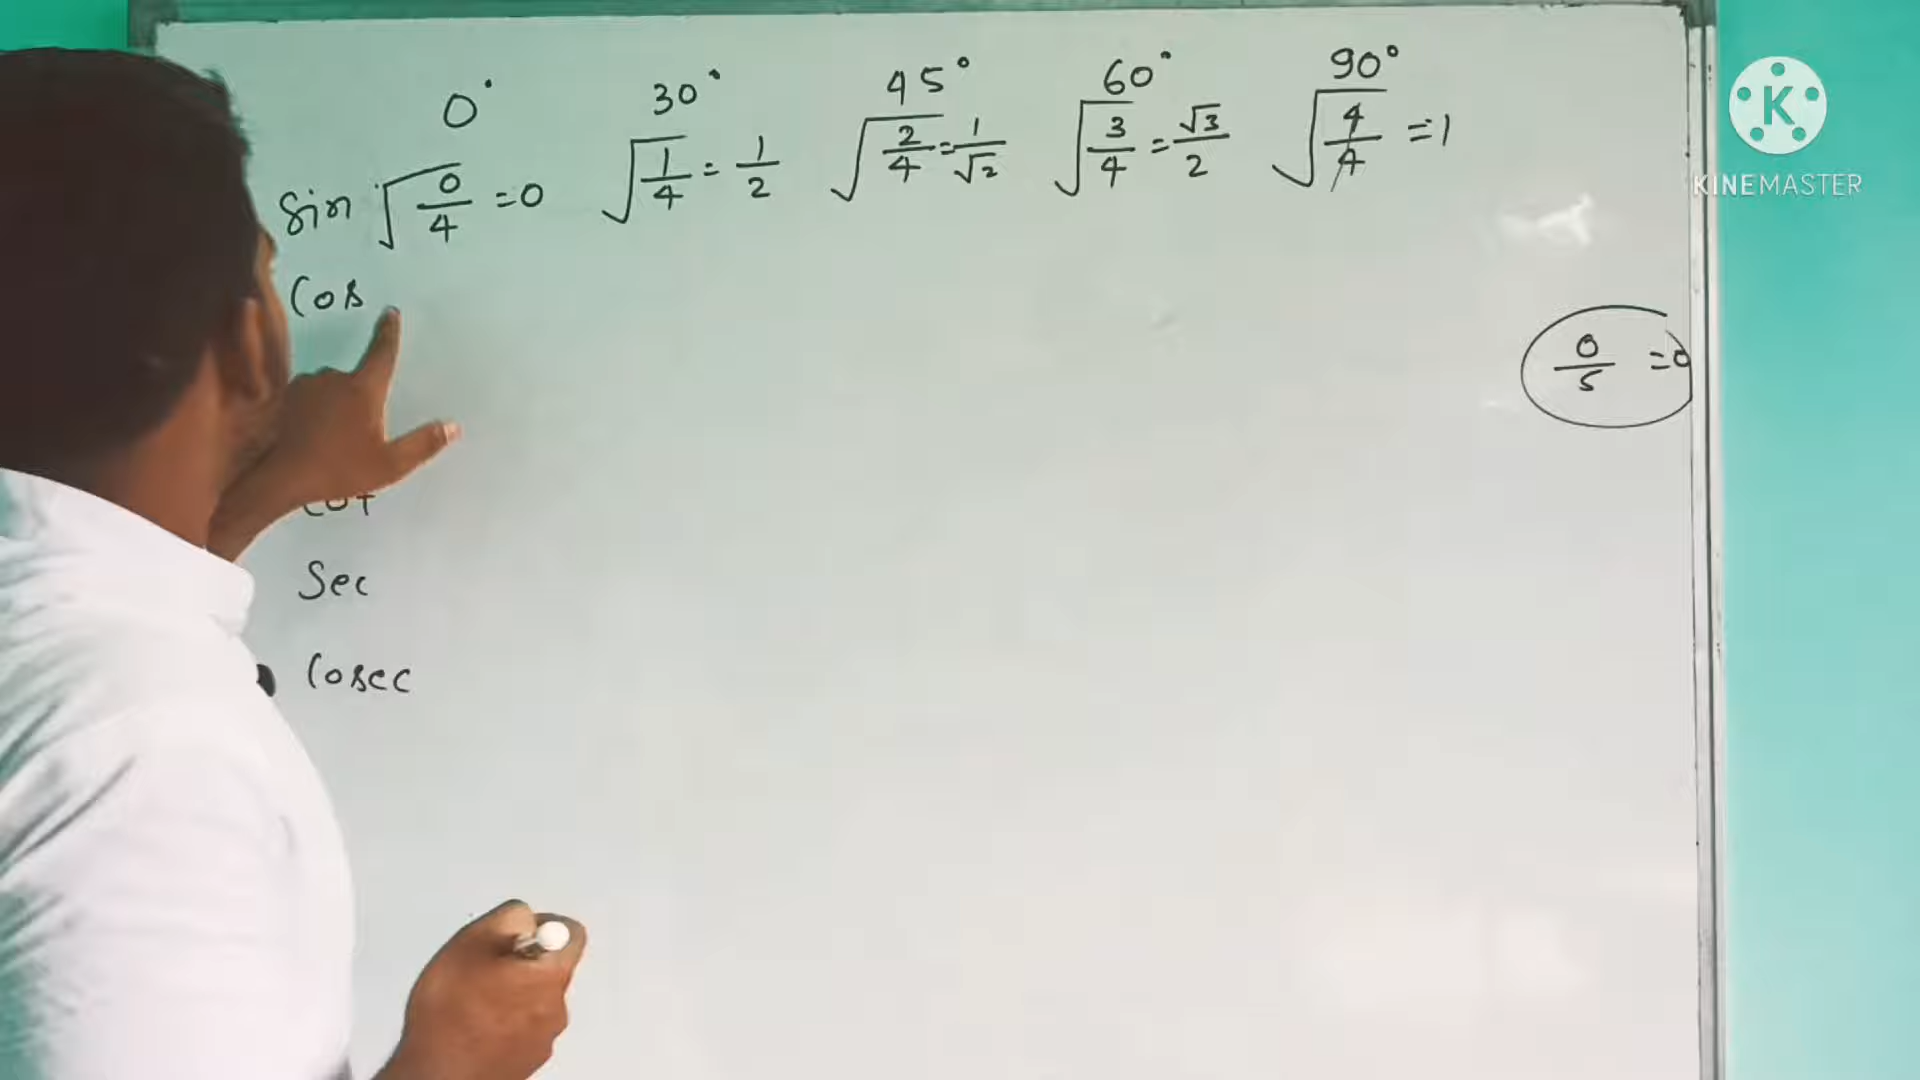 0° 30° 45° 60° 90°
sin √0/4 = 0 √1/4 = 1/2 √2/4 = 1/√2 √3/4 = √3/2 √4/4 = 1
K
KINEMASTER
Cos
0/5 = 0
Cot
Sec
Cosec